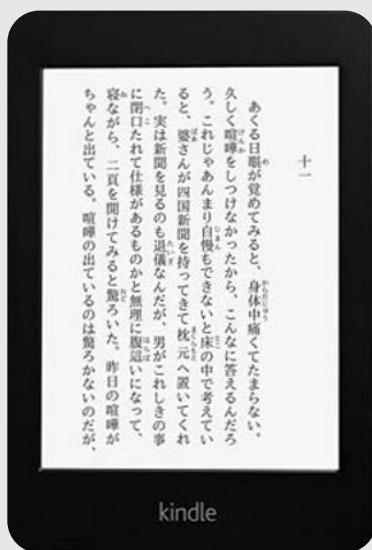 十一
あくる日眼が覚めてみると、身体中痛くてたまらない。
久しく喧嘩をしつけなかったから、こんなに答えるんだろ
う。これじゃあんまり自慢もできないと床の中で考えてい
ると、婆さんが四国新聞を持ってきて枕元へ置いてくれ
た。実は新聞を見るのも退儀なんだが、男がこれしきの事
に閉口たれて仕様があるものかと無理に腹這いになって、
寝ながら、二頁を開けてみると驚ろいた。昨日の喧嘩が
ちゃんと出ている。喧嘩の出ているのは驚ろかないのだが、
kindle